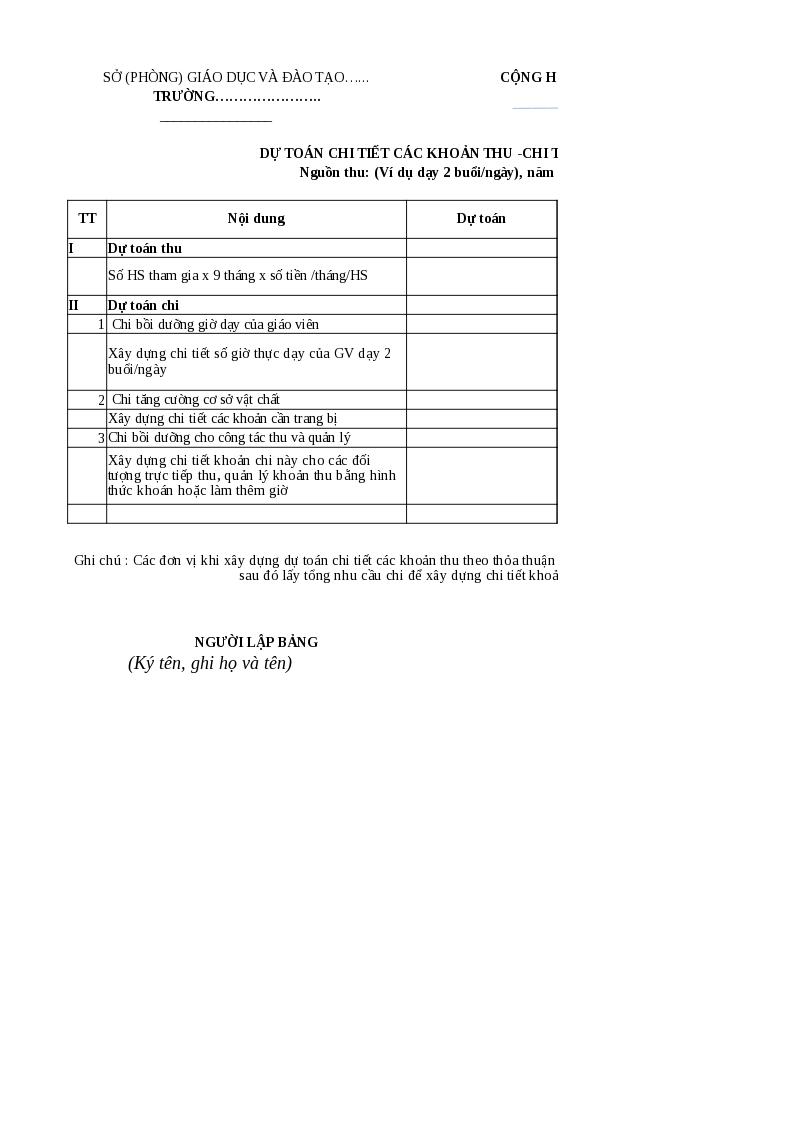 SỞ (PHÒNG) GIÁO DỤC VÀ ĐÀO TẠO…...
CỘNG H
TRƯỜNG…………………..
DỰ TOÁN CHI TIẾT CÁC KHOẢN THU -CHI T
Nguồn thu: (Ví dụ dạy 2 buổi/ngày), năm
TT Nội dung Dự toán
I Dự toán thu
Số HS tham gia x 9 tháng x số tiền /tháng/HS
II Dự toán chi
1 Chi bồi dưỡng giờ dạy của giáo viên
Xây dựng chi tiết số giờ thực dạy của GV dạy 2
buổi/ngày
2 Chi tăng cường cơ sở vật chất
Xây dựng chi tiết các khoản cần trang bị
3 Chi bồi dưỡng cho công tác thu và quản lý
Xây dựng chi tiết khoản chi này cho các đối
tượng trực tiếp thu, quản lý khoản thu bằng hình
thức khoán hoặc làm thêm giờ
Ghi chú : Các đơn vị khi xây dựng dự toán chi tiết các khoản thu theo thỏa thuận
sau đó lấy tổng nhu cầu chi để xây dựng chi tiết khoả
NGƯỜI LẬP BẢNG
(Ký tên, ghi họ và tên)